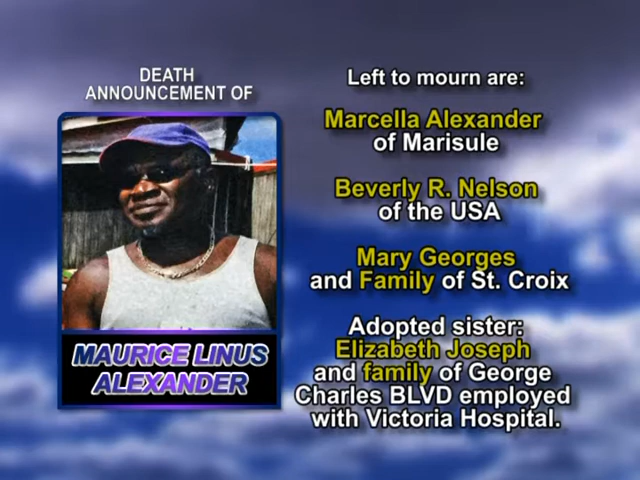 DEATH
ANNOUNCEMENT OF
MAURICE LINUS
ALEXANDER
Left to mourn are:
Marcella Alexander
of Marisule
Beverly R. Nelson
of the USA
Mary Georges
and Family of St. Croix
Adopted sister:
Elizabeth Joseph
and family of George
Charles BLVD employed
with Victoria Hospital.